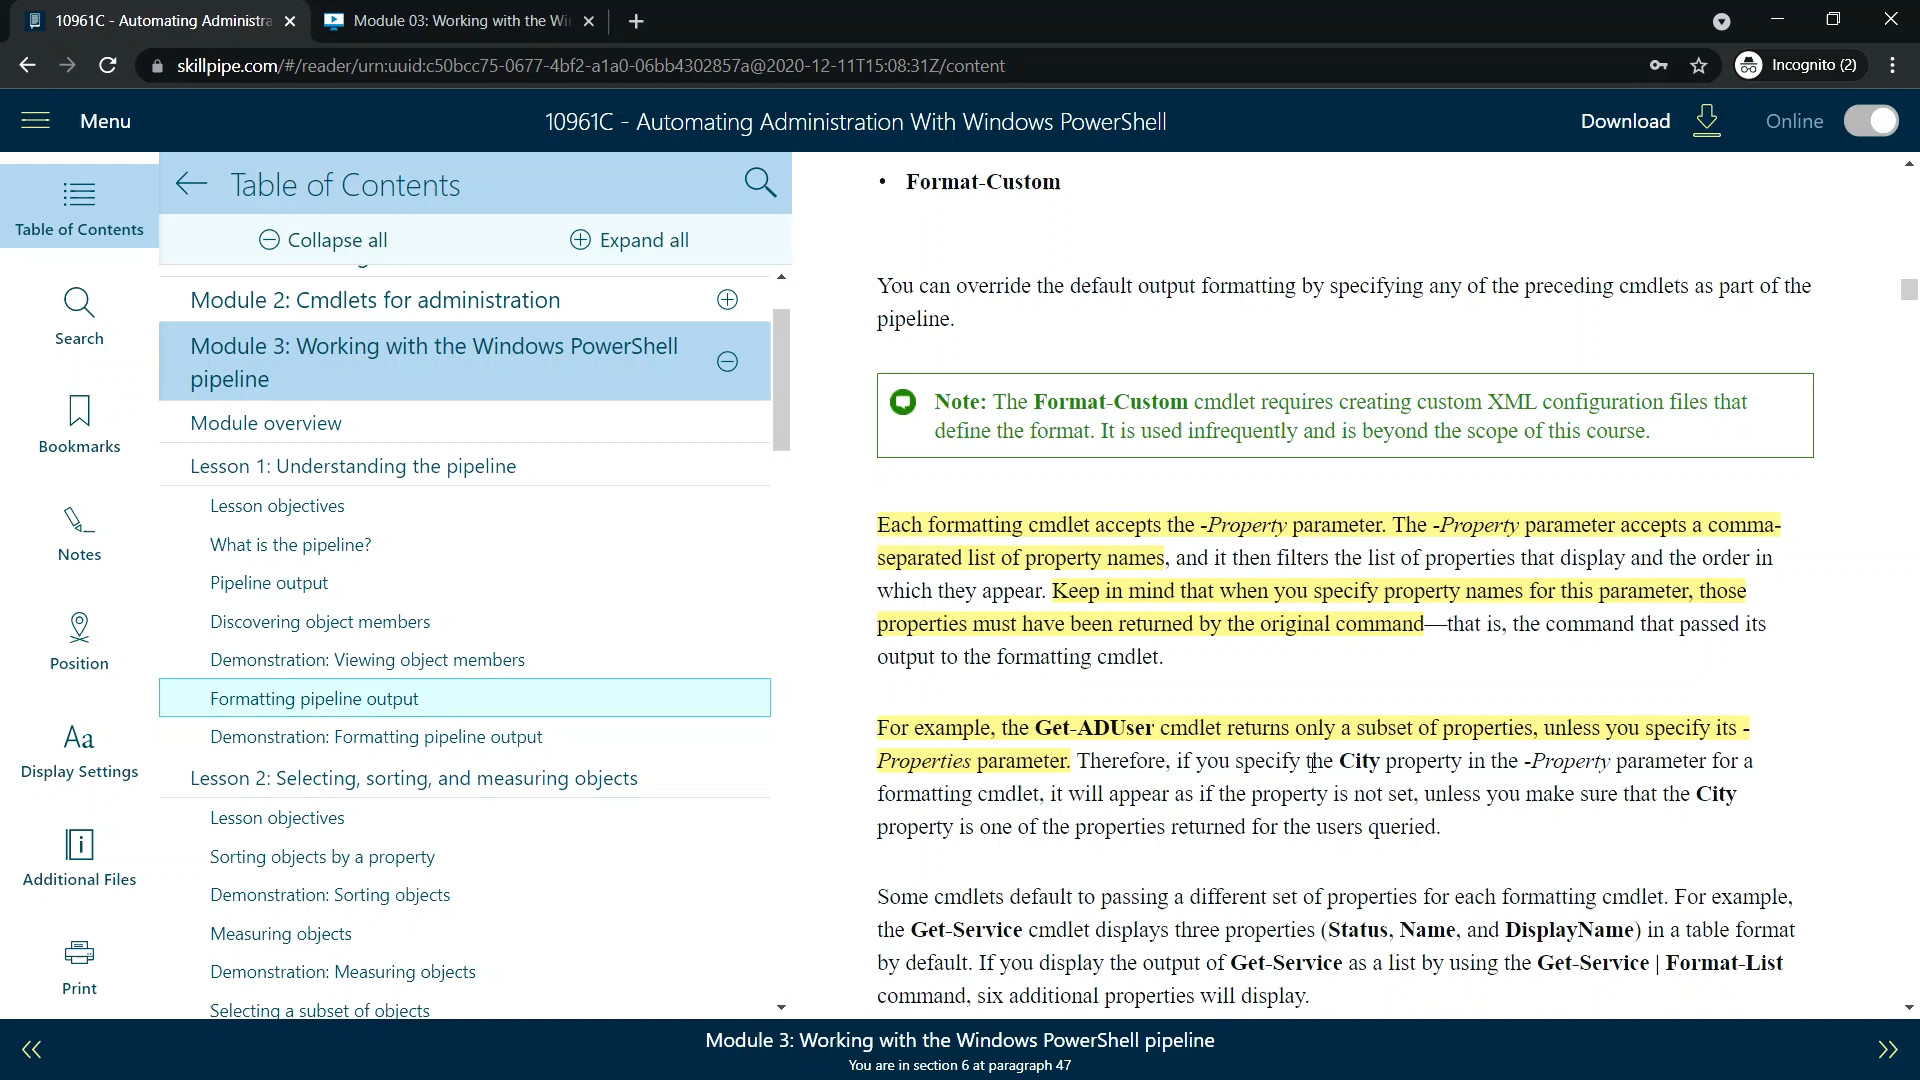 10961C - Automating Administra
Module 03: Working with the Wi
skillpipe.com/#/reader/urn:uuid:c50bcc75-0677-4bf2-a1a0-06bb4302857a@2020-12-11T15:08:31Z/content
Incognito (2)
Menu
10961C - Automating Administration With Windows PowerShell
Download
Online
Table of Contents
Search
Bookmarks
Notes
Position
Aa
Display Settings
Additional Files
Print
Table of Contents
Collapse all
Expand all
Module 2: Cmdlets for administration
Module 3: Working with the Windows PowerShell
pipeline
Module overview
Lesson 1: Understanding the pipeline
Lesson objectives
What is the pipeline?
Pipeline output
Discovering object members
Demonstration: Viewing object members
Formatting pipeline output
Demonstration: Formatting pipeline output
Lesson 2: Selecting, sorting, and measuring objects
Lesson objectives
Sorting objects by a property
Demonstration: Sorting objects
Measuring objects
Demonstration: Measuring objects
Selecting a subset of objects
• Format-Custom
You can override the default output formatting by specifying any of the preceding cmdlets as part of the
pipeline.
Note: The Format-Custom cmdlet requires creating custom XML configuration files that
define the format. It is used infrequently and is beyond the scope of this course.
Each formatting cmdlet accepts the -Property parameter. The -Property parameter accepts a comma-
separated list of property names, and it then filters the list of properties that display and the order in
which they appear. Keep in mind that when you specify property names for this parameter, those
properties must have been returned by the original command—that is, the command that passed its
output to the formatting cmdlet.
For example, the Get-ADUser cmdlet returns only a subset of properties, unless you specify its -
Properties parameter. Therefore, if you specify the City property in the -Property parameter for a
formatting cmdlet, it will appear as if the property is not set, unless you make sure that the City
property is one of the properties returned for the users queried.
Some cmdlets default to passing a different set of properties for each formatting cmdlet. For example,
the Get-Service cmdlet displays three properties (Status, Name, and DisplayName) in a table format
by default. If you display the output of Get-Service as a list by using the Get-Service | Format-List
command, six additional properties will display.
Module 3: Working with the Windows PowerShell pipeline
You are in section 6 at paragraph 47